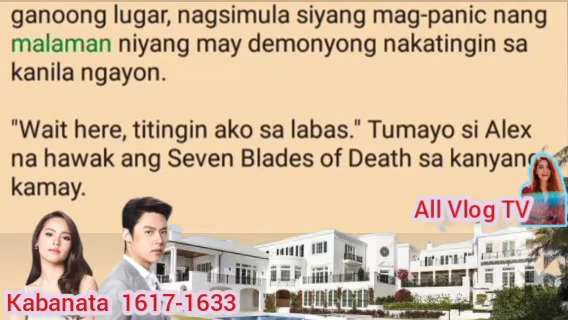 ganoong lugar, nagsimula siyang mag-panic nang
malaman niyang may demonyong nakatingin sa
kanila ngayon.
"Wait here, titingin ako sa labas." Tumayo si Alex
na hawak ang Seven Blades of Death sa kanyang
kamay.
All Vlog TV
Kabanata 1617-1633